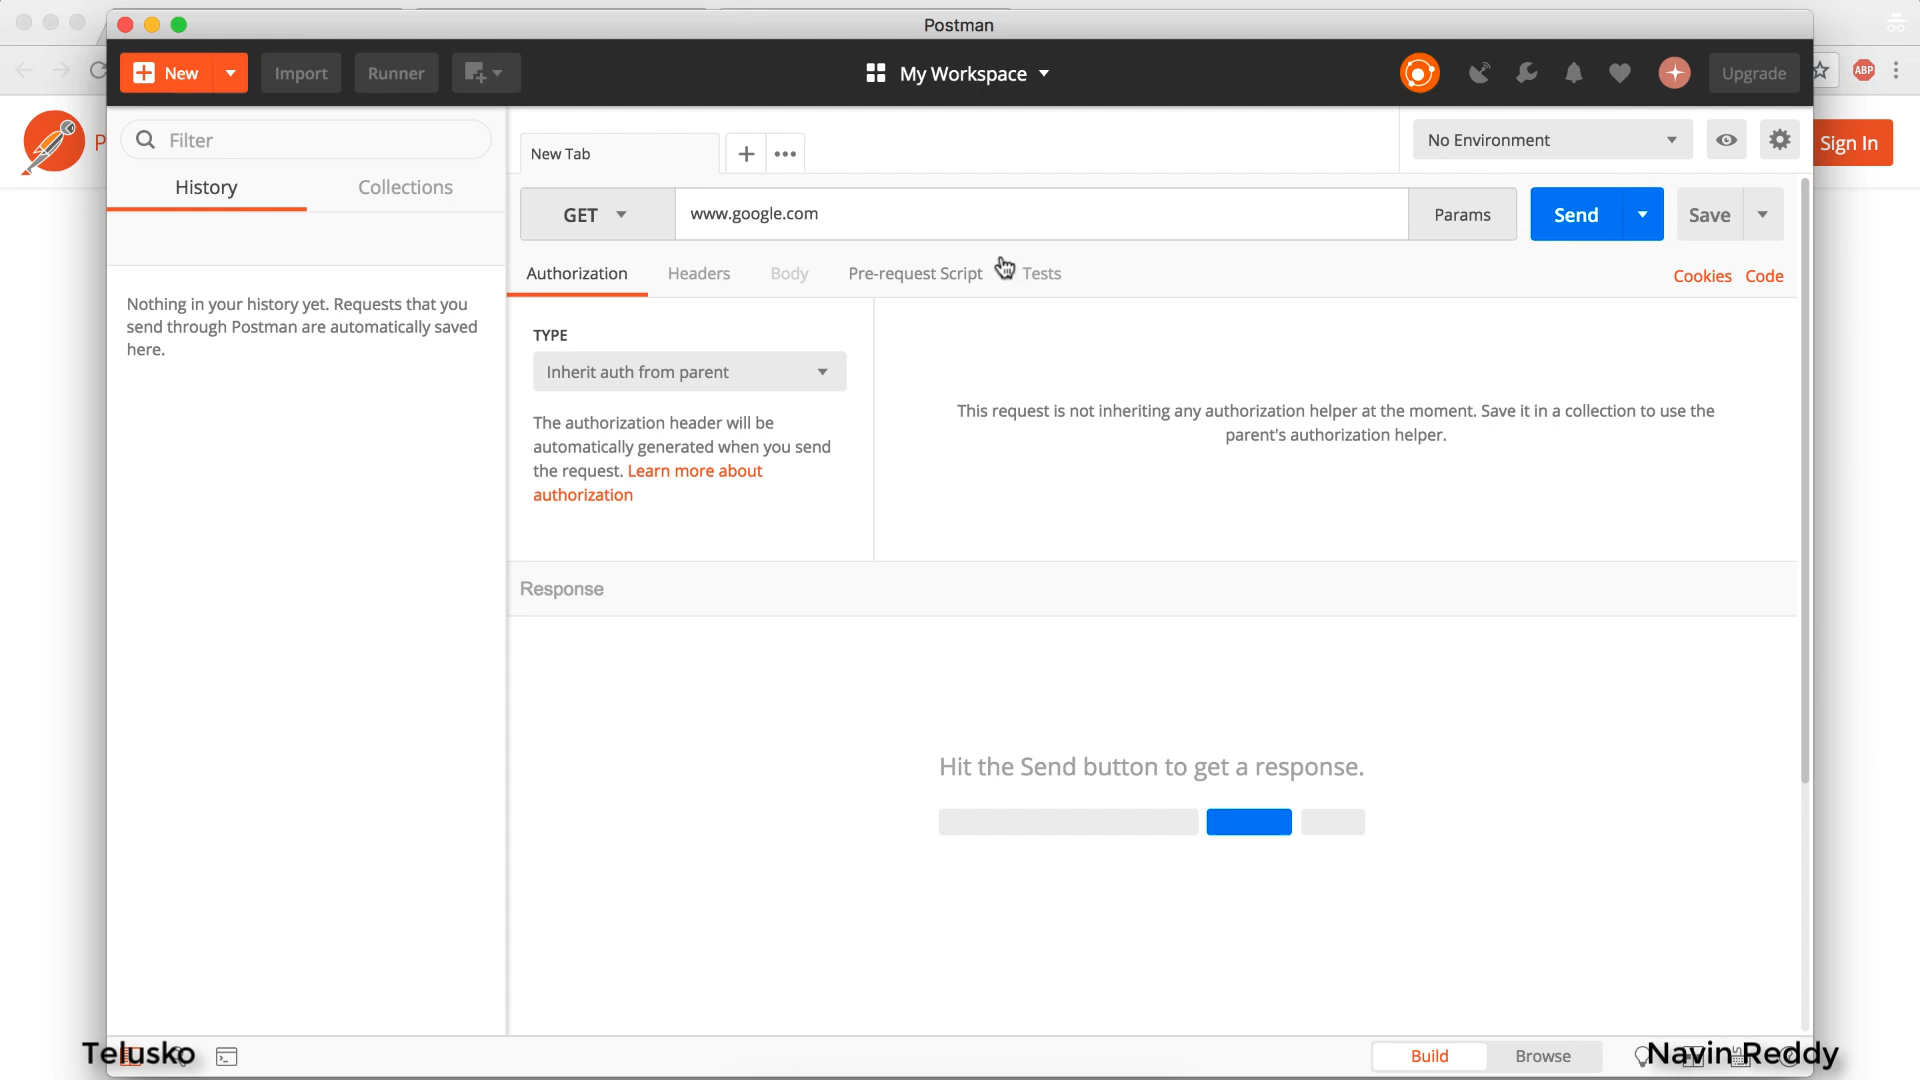 Postman
New
Import
Runner
My Workspace
Upgrade
ABP
P
Filter
New Tab
No Environment
Sign In
History
Collections
GET
www.google.com
Params
Send
Save
Authorization
Headers
Body
Pre-request Script
Tests
Cookies
Code
Nothing in your history yet. Requests that you
send through Postman are automatically saved
here.
TYPE
Inherit auth from parent
The authorization header will be
automatically generated when you send
the request. Learn more about
authorization
This request is not inheriting any authorization helper at the moment. Save it in a collection to use the
parent's authorization helper.
Response
Hit the Send button to get a response.
Telusko
Build
Browse
Navin Reddy